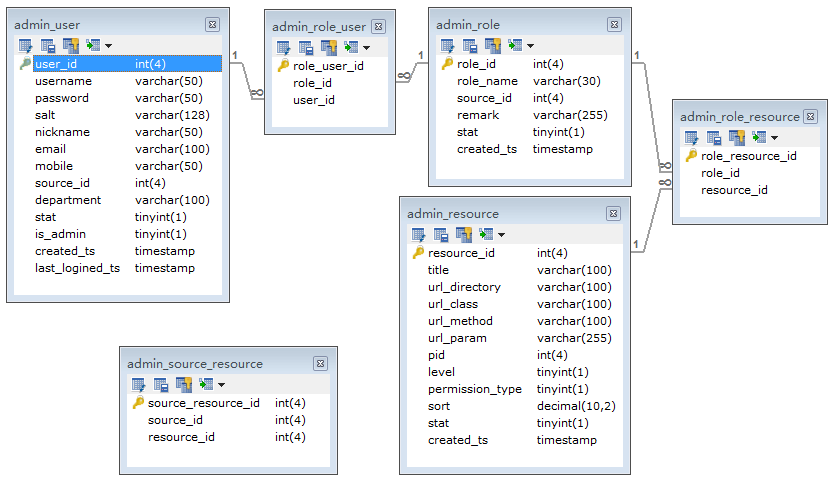 admin_user
user_id int(4)
username varchar(50)
password varchar(50)
salt varchar(128)
nickname varchar(50)
email varchar(100)
mobile varchar(50)
source_id int(4)
department varchar(100)
stat tinyint(1)
is_admin tinyint(1)
created_ts timestamp
last_logined_ts timestamp
1
admin_role_user
role_user_id
role_id
user_id
1
admin_role
role_id int(4)
role_name varchar(30)
source_id int(4)
remark varchar(255)
stat tinyint(1)
created_ts timestamp
1
admin_role_resource
role_resource_id
role_id
resource_id
admin_resource
resource_id int(4)
title varchar(100)
url_directory varchar(100)
url_class varchar(100)
url_method varchar(100)
url_param varchar(255)
pid int(4)
level tinyint(1)
permission_type tinyint(1)
sort decimal(10,2)
stat tinyint(1)
created_ts timestamp
1
admin_source_resource
source_resource_id int(4)
source_id int(4)
resource_id int(4)